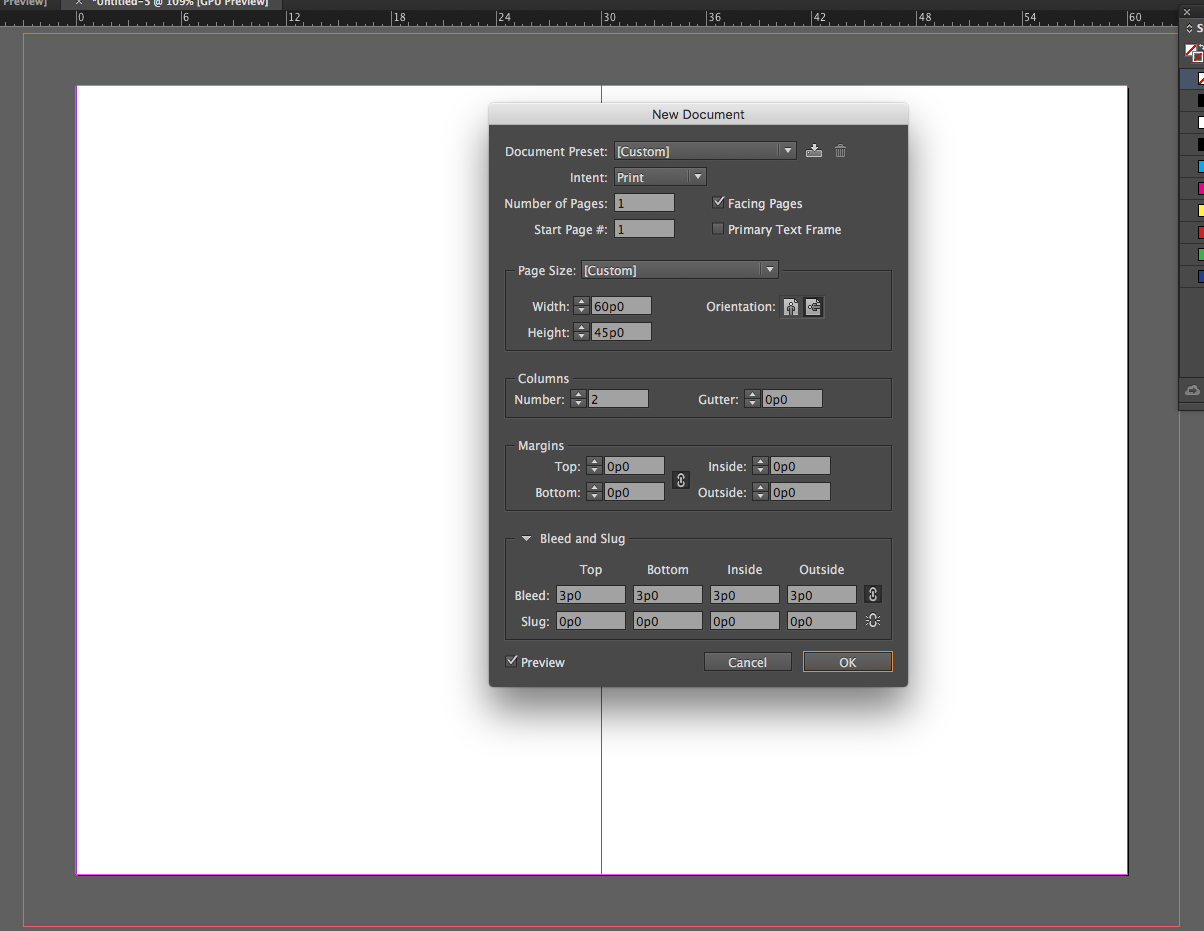 Preview]
× *Untitled-5 @ 109% [GPU Preview]
0 6 12 18 24 30 36 42 48 54 60
S
New Document
Document Preset: [Custom]
Intent: Print
Number of Pages: 1 Facing Pages
Start Page #: 1 Primary Text Frame
Page Size: [Custom]
Width: 60p0 Orientation:
Height: 45p0
Columns
Number: 2 Gutter: 0p0
Margins
Top: 0p0 Inside: 0p0
Bottom: 0p0 Outside: 0p0
Bleed and Slug
Top Bottom Inside Outside
Bleed: 3p0 3p0 3p0 3p0
Slug: 0p0 0p0 0p0 0p0
Preview Cancel OK